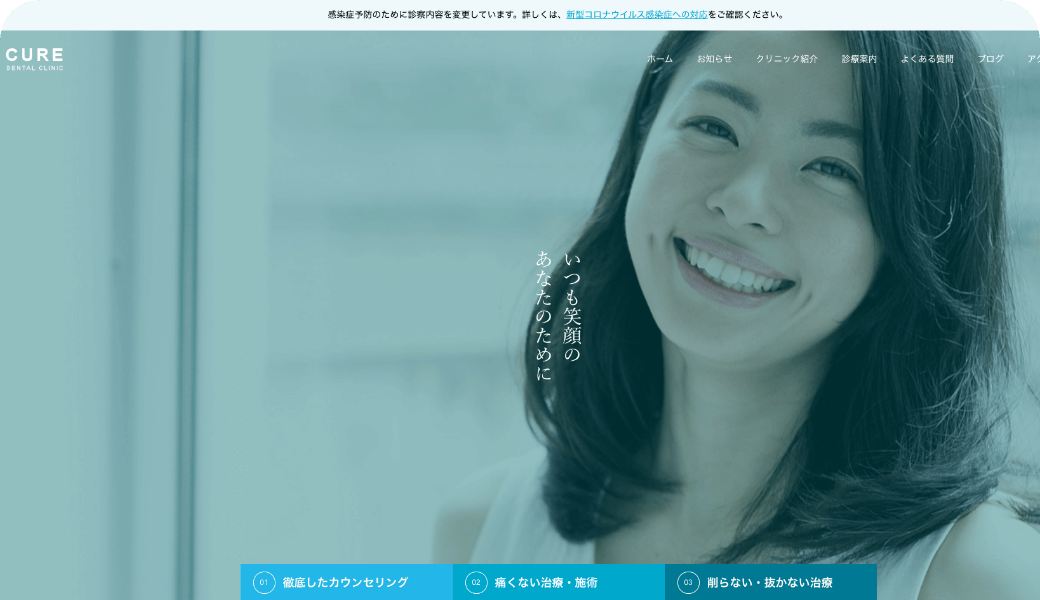 感染症予防のために診察内容を変更しています。詳しくは、新型コロナウイルス感染症への対応をご確認ください。
CURE
DENTAL CLINIC
ホーム お知らせ クリニック紹介 診療案内 よくある質問 ブログ アク
いつも笑顔の
あなたのために
01 徹底したカウンセリング 02 痛くない治療・施術 03 削らない・抜かない治療